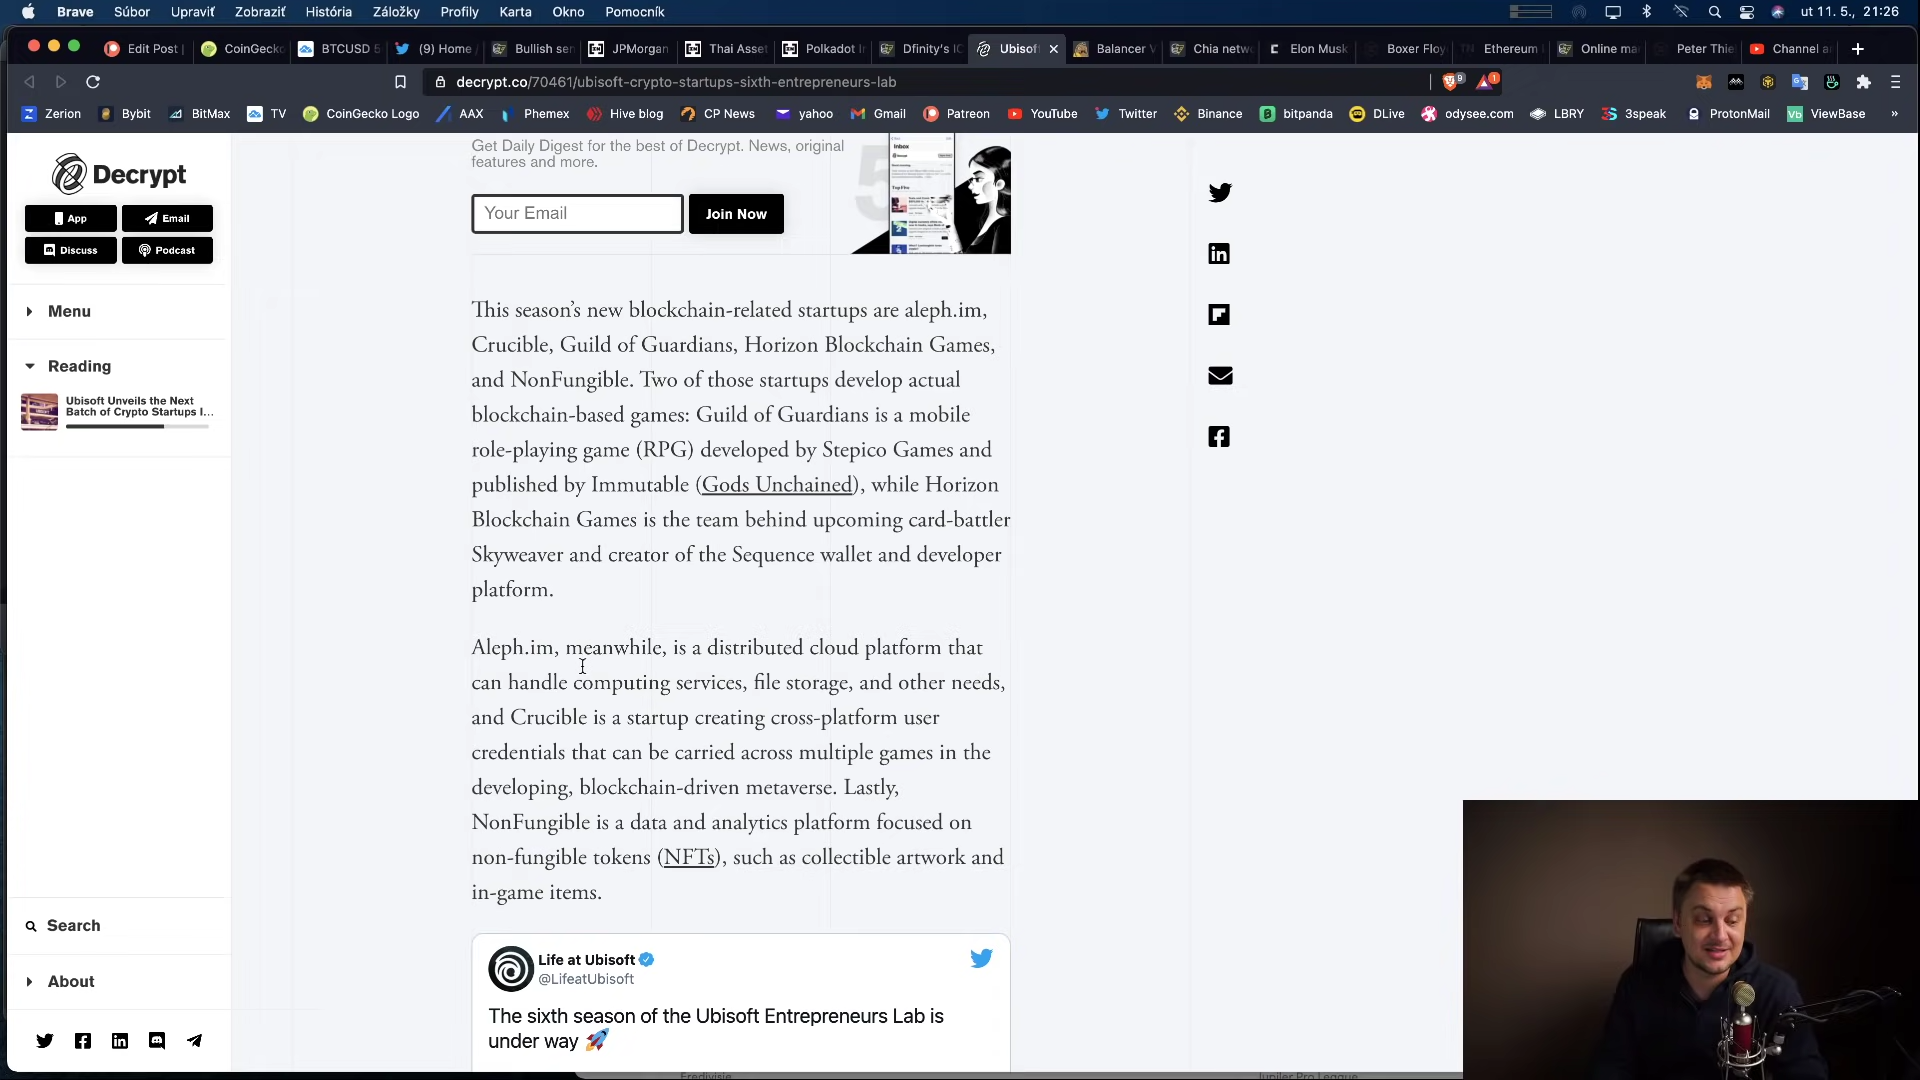 Brave Súbor Upraviť Zobraziť História Záložky Profily Karta Okno Pomocník ut 11. 5., 21:26
Edit Post | CoinGecko BTCUSD 5 (9) Home / Bullish sen JPMorgan Thai Asset Polkadot I Dfinity's IC Ubisof Balancer V Chia netw Elon Musk Boxer Floy Ethereum Online ma Peter Thie Channel a
decrypt.co/70461/ubisoft-crypto-startups-sixth-entrepreneurs-lab 9 1
Zerion Bybit BitMax TV CoinGecko Logo AAX Phemex Hive blog CP News yahoo Gmail Patreon YouTube Twitter Binance bitpanda DLive odysee.com LBRY 3speak ProtonMail ViewBase »
Decrypt
App Email
Discuss Podcast
Menu
Reading
Ubisoft Unveils the Next
Batch of Crypto Startups I...
Search
About
Get Daily Digest for the best of Decrypt. News, original
features and more.
Your Email Join Now
Inbox
This season's new blockchain-related startups are aleph.im,
Crucible, Guild of Guardians, Horizon Blockchain Games,
and NonFungible. Two of those startups develop actual
blockchain-based games: Guild of Guardians is a mobile
role-playing game (RPG) developed by Stepico Games and
published by Immutable (Gods Unchained), while Horizon
Blockchain Games is the team behind upcoming card-battler
Skyweaver and creator of the Sequence wallet and developer
platform.
Aleph.im, meanwhile, is a distributed cloud platform that
can handle computing services, file storage, and other needs,
and Crucible is a startup creating cross-platform user
credentials that can be carried across multiple games in the
developing, blockchain-driven metaverse. Lastly,
NonFungible is a data and analytics platform focused on
non-fungible tokens (NFTs), such as collectible artwork and
in-game items.
Life at Ubisoft
@LifeatUbisoft
The sixth season of the Ubisoft Entrepreneurs Lab is
under way 🚀
Eredivisie Jupiler Pro League